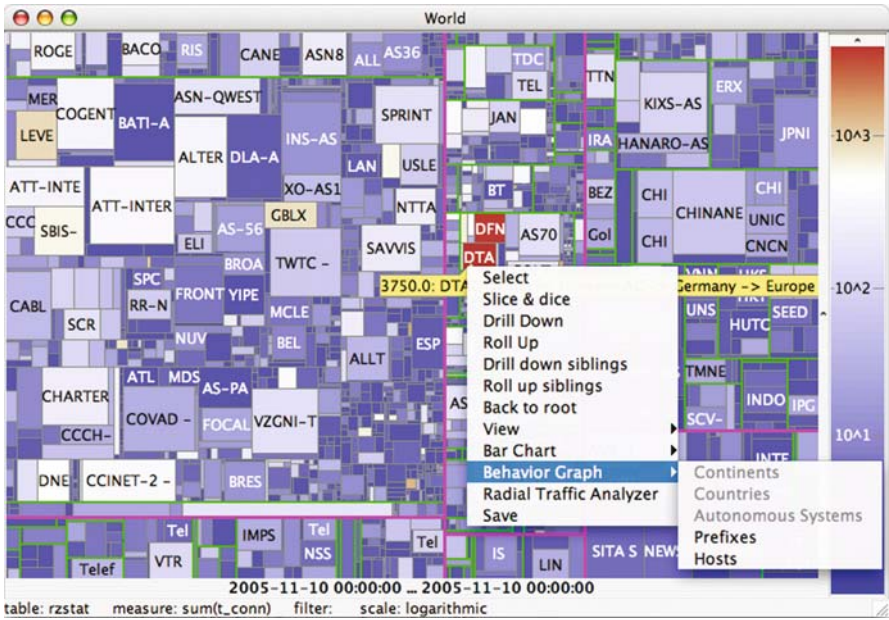 World
ROGE BACO RIS CANE ASN8 ALL AS36 TDC
TEL TTN KIXS-AS ERX
MER COGENT BATI-A ASN-QWEST SPRINT JAN JPNI 10^3
LEVE ALTER DLA-A INS-AS IRA HANARO-AS
LAN USLE
ATT-INTE XO-AS1 BT BEZ CHI CHI
ATT-INTER NTTA CHINANE
CCC SBIS- AS-56 GBLX DFN AS70 Gol CHI UNIC
ELI SAVVIS DTA CNCN
BROA TWTC -
3750.0: DTA Germany -> Europe 10^2
CABL SPC RR-N FRONT YIPE UNS SEED
SCR MCLE HUTC
NUV BEL ALLT ESP
ATL MDS AS-PA TMNE
CHARTER COVAD - FOCAL VZGNI-T AS INDO IPG
CCCH- SCV- 10^1
DNE CCINET-2 - BRES INTE
Select
Slice & dice
Drill Down
Roll Up
Drill down siblings
Roll up siblings
Back to root
View
Bar Chart
Behavior Graph
Radial Traffic Analyzer
Save
Continents
Countries
Autonomous Systems
Prefixes
Hosts
Telef VTR Tel IMPS Tel NSS Tel IS LIN SITA S NEWS
2005-11-10 00:00:00 ... 2005-11-10 00:00:00
table: rzstat measure: sum(t_conn) filter: scale: logarithmic